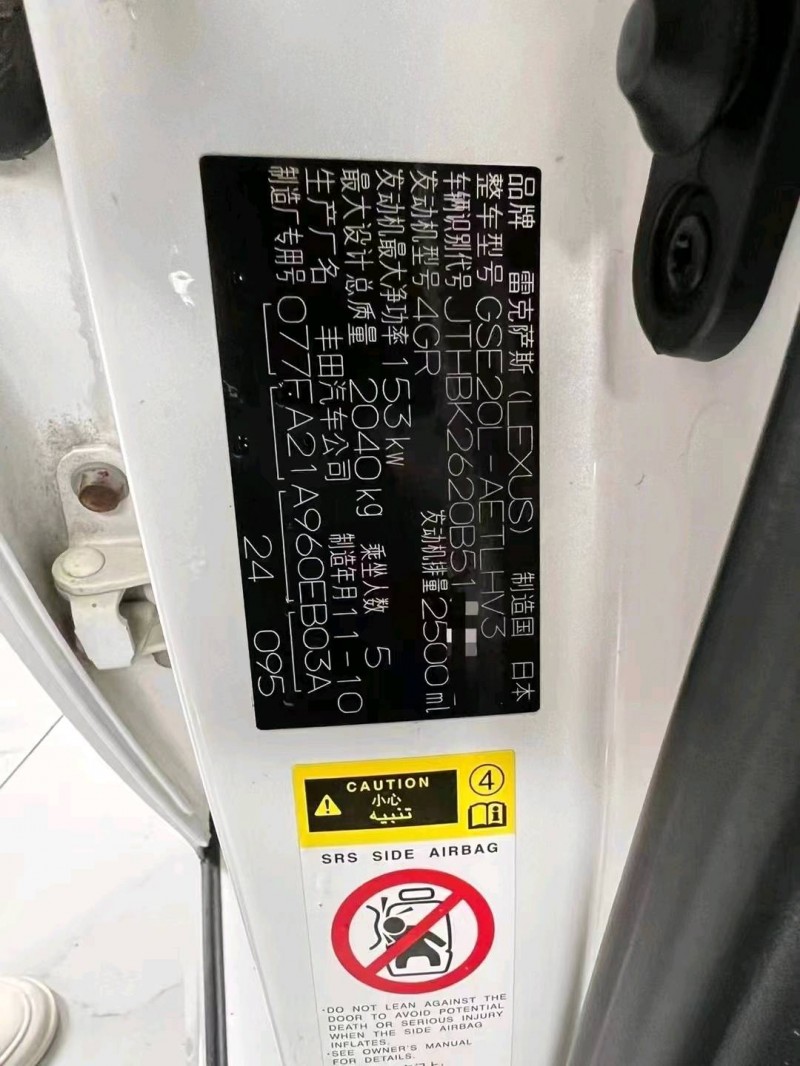 品牌 雷克萨斯（LEXUS） 制造国 日本
整车型号 GSE20L-AETLHV3
车辆识别代号 JTHBK2620B51
发动机型号 4GR 发动机排量 2500 ml
发动机最大净功率 153 kw
最大设计总质量 2040kg 乘坐人数 5
生产厂名 丰田汽车公司 制造年月 11-10
制造厂专用号 077 FA21 A960E B03A
24 095
CAUTION
小心
تنبيه
4
SRS SIDE AIRBAG
·DO NOT LEAN AGAINST THE
DOOR TO AVOID POTENTIAL
DEATH OR SERIOUS INJURY
WHEN THE SIDE AIRBAG
INFLATES.
·SEE OWNER'S MANUAL
FOR DETAILS.